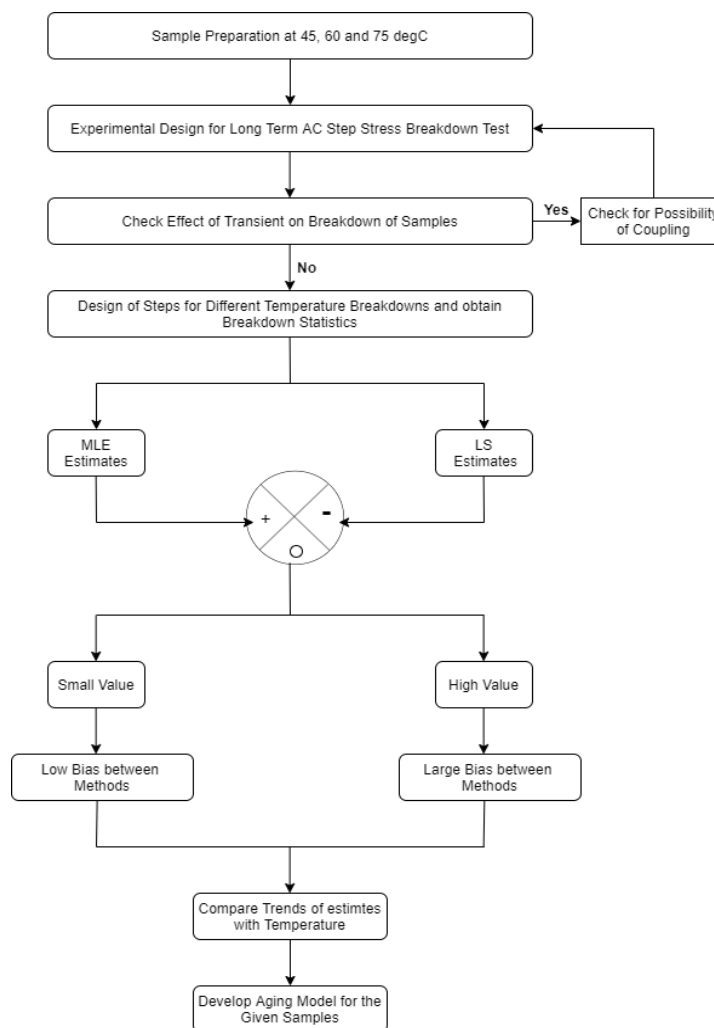 Sample Preparation at 45, 60 and 75 degC
Experimental Design for Long Term AC Step Stress Breakdown Test
Check Effect of Transient on Breakdown of Samples
Yes
Check for Possibility
of Coupling
No
Design of Steps for Different Temperature Breakdowns and obtain
Breakdown Statistics
MLE
Estimates
LS
Estimates
+
-
O
Small Value
High Value
Low Bias between
Methods
Large Bias between
Methods
Compare Trends of estimtes
with Temperature
Develop Aging Model for the
Given Samples